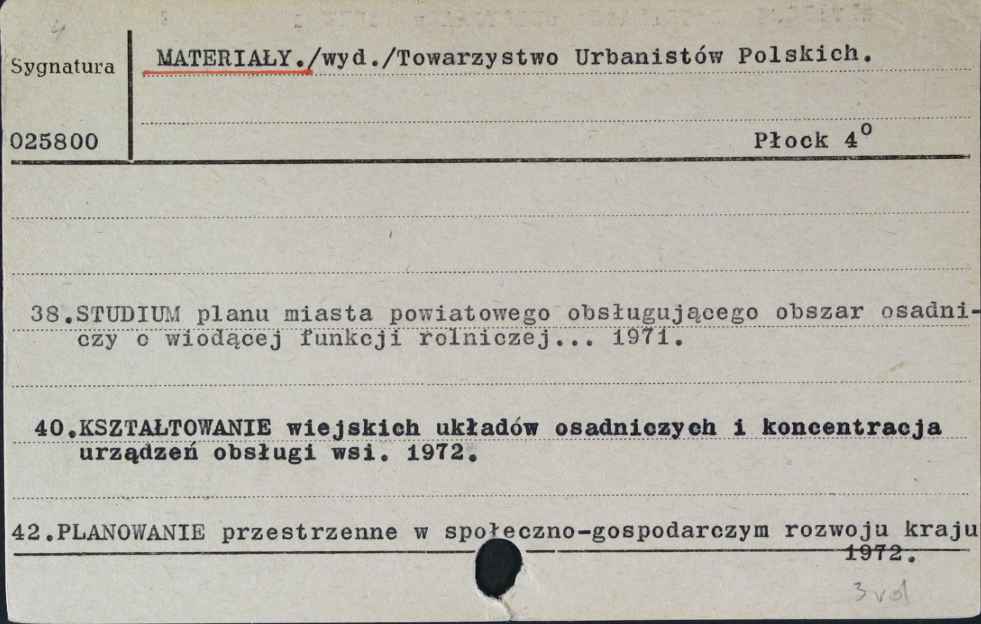 Sygnatura
MATERIAŁY./wyd./Towarzystwo Urbanistów Polskich.
025800
Płock 4⁰
38.STUDIUM planu miasta powiatowego obsługującego obszar osadni-
czy o wiodącej funkcji rolniczej... 1971.
40.KSZTAŁTOWANIE wiejskich układów osadniczych i koncentracja
urządzeń obsługi wsi. 1972.
42.PLANOWANIE przestrzenne w społeczno-gospodarczym rozwoju kraju
1972.
3 vol